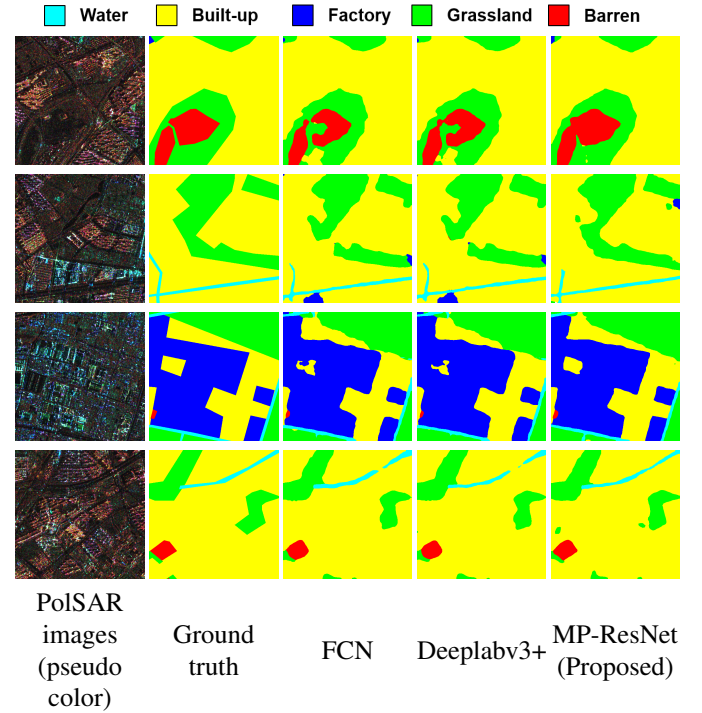 Water Built-up Factory Grassland Barren
PolSAR
images
(pseudo
color)
Ground
truth
FCN
Deeplabv3+
MP-ResNet
(Proposed)